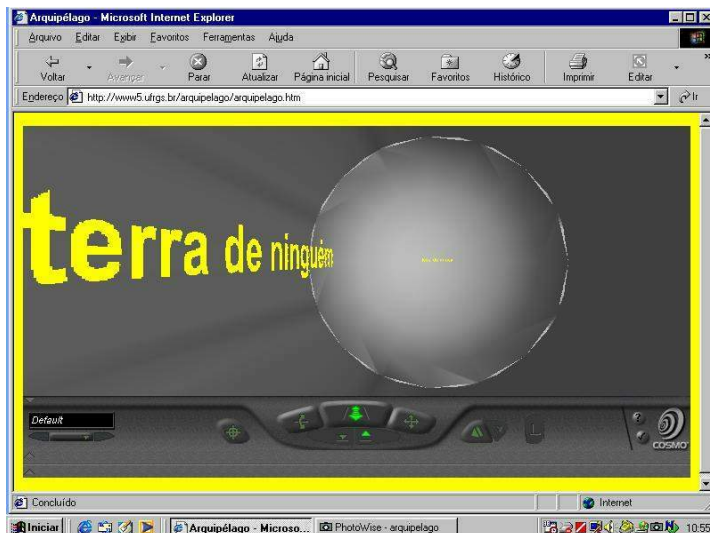 Arquipélago - Microsoft Internet Explorer
Arquivo Editar Exibir Favoritos Ferramentas Ajuda
Voltar Avançar Parar Atualizar Página inicial Pesquisar Favoritos Histórico Imprimir Editar
Endereço http://www5.ufrgs.br/arquipelago/arquipelago.htm Ir
terra de ninguém
Default
COSMO
Concluído Internet
Iniciar Arquipélago - Microso... PhotoWise - arquipelago 10:55